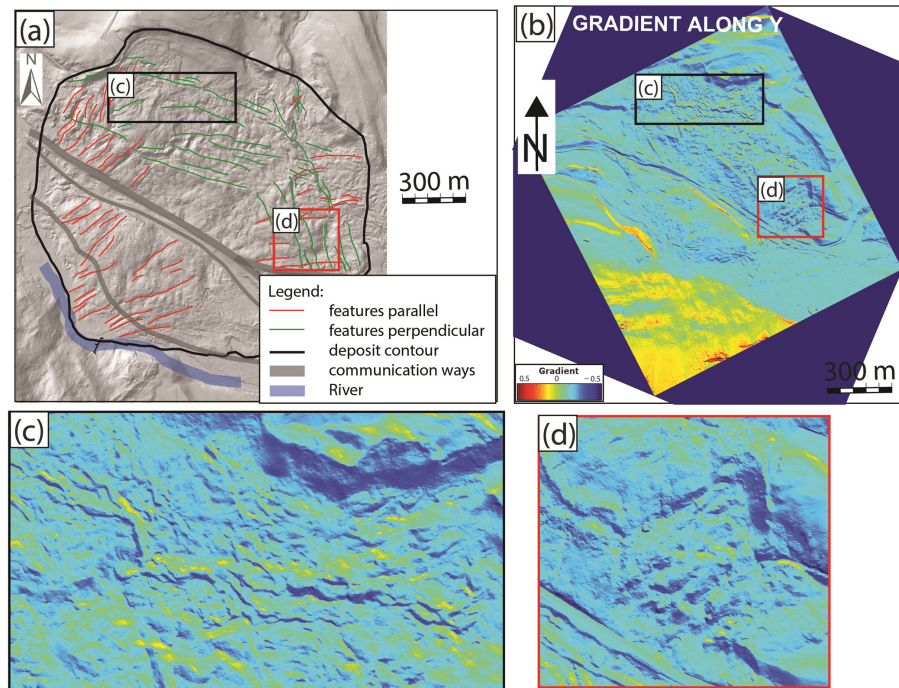 (a)
N
(c)
(d)
300 m
Legend:
features parallel
features perpendicular
deposit contour
communication ways
River
(b)
GRADIENT ALONG Y
N
(c)
(d)
Gradient
0.5 0 -0.5
300 m
(c)
(d)